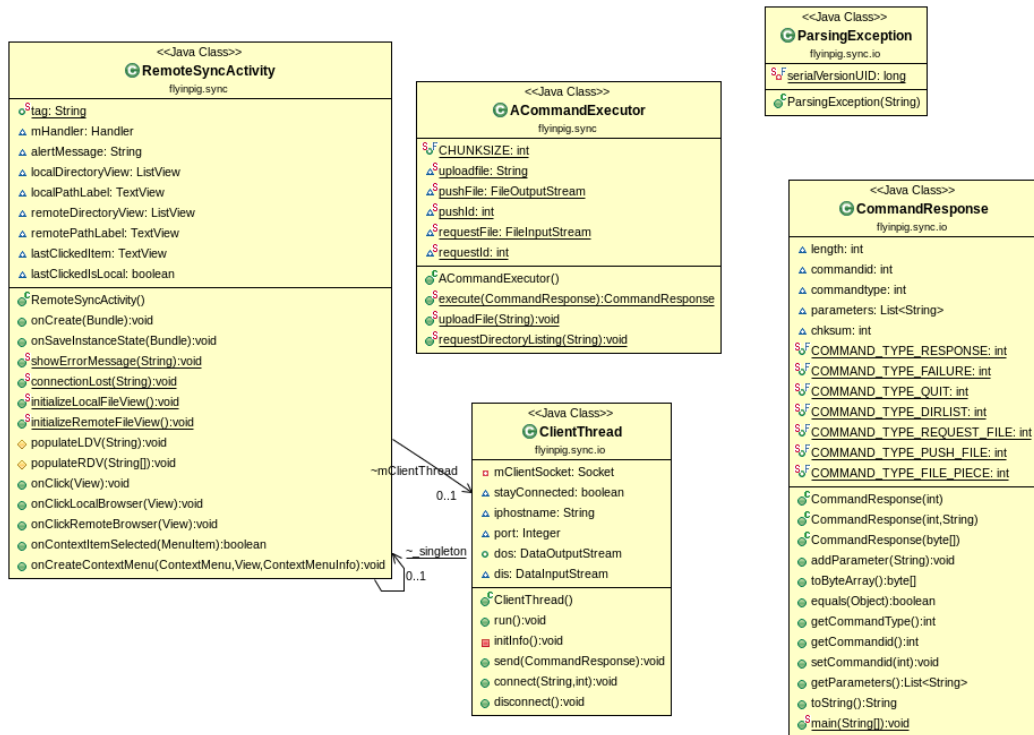 <<Java Class>>
RemoteSyncActivity
flyinpig.sync
tag: String
mHandler: Handler
alertMessage: String
localDirectoryView: ListView
localPathLabel: TextView
remoteDirectoryView: ListView
remotePathLabel: TextView
lastClickedItem: TextView
lastClickedIsLocal: boolean
RemoteSyncActivity()
onCreate(Bundle):void
onSaveInstanceState(Bundle):void
showErrorMessage(String):void
connectionLost(String):void
initializeLocalFileView():void
initializeRemoteFileView():void
populateLDV(String):void
populateRDV(String[]):void
onClick(View):void
onClickLocalBrowser(View):void
onClickRemoteBrowser(View):void
onContextItemSelected(MenuItem):boolean
onCreateContextMenu(ContextMenu,View,ContextMenuInfo):void
~mClientThread
0..1
~_singleton
0..1
<<Java Class>>
ACommandExecutor
flyinpig.sync
CHUNKSIZE: int
uploadfile: String
pushFile: FileOutputStream
pushId: int
requestFile: FileInputStream
requestId: int
ACommandExecutor()
execute(CommandResponse):CommandResponse
uploadFile(String):void
requestDirectoryListing(String):void
<<Java Class>>
ClientThread
flyinpig.sync.io
mClientSocket: Socket
stayConnected: boolean
iphostname: String
port: Integer
dos: DataOutputStream
dis: DataInputStream
ClientThread()
run():void
initInfo():void
send(CommandResponse):void
connect(String,int):void
disconnect():void
<<Java Class>>
ParsingException
flyinpig.sync.io
serialVersionUID: long
ParsingException(String)
<<Java Class>>
CommandResponse
flyinpig.sync.io
length: int
commandid: int
commandtype: int
parameters: List<String>
chksum: int
COMMAND_TYPE_RESPONSE: int
COMMAND_TYPE_FAILURE: int
COMMAND_TYPE_QUIT: int
COMMAND_TYPE_DIRLIST: int
COMMAND_TYPE_REQUEST_FILE: int
COMMAND_TYPE_PUSH_FILE: int
COMMAND_TYPE_FILE_PIECE: int
CommandResponse(int)
CommandResponse(int,String)
CommandResponse(byte[])
addParameter(String):void
toByteArray():byte[]
equals(Object):boolean
getCommandType():int
getCommandid():int
setCommandid(int):void
getParameters():List<String>
toString():String
main(String[]):void